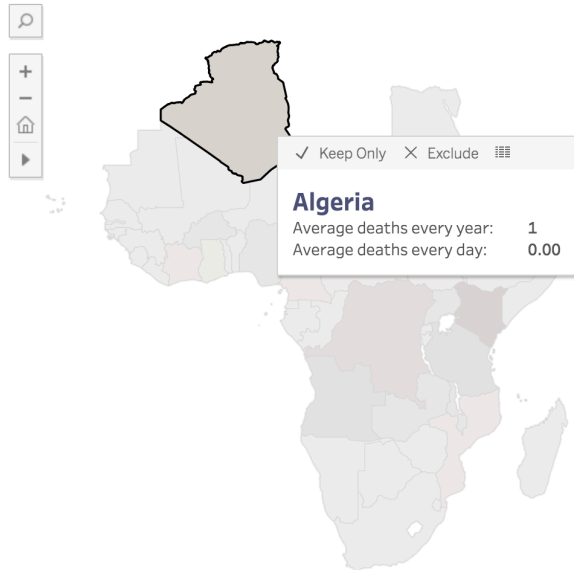 Keep Only Exclude
Algeria
Average deaths every year: 1
Average deaths every day: 0.00